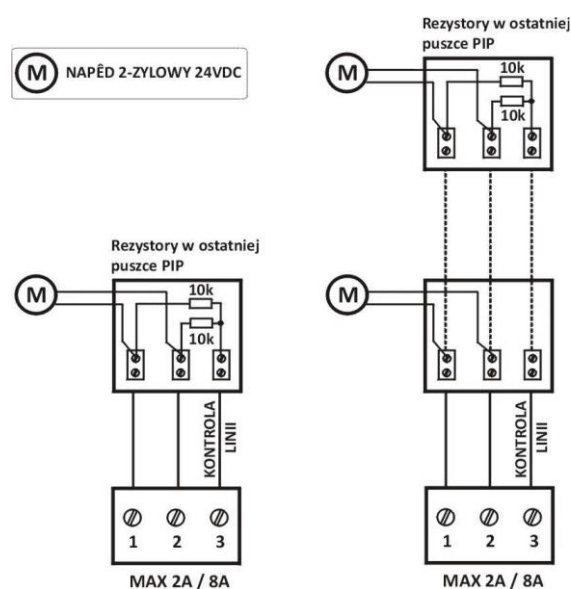 M NAPÊD 2-ZYLOWY 24VDC
Rezystory w ostatniej
puszce PIP
M
10k
10k
Rezystory w ostatniej
puszce PIP
M
10k
10k
KONTROLA
LINII
1 2 3
MAX 2A / 8A
M
KONTROLA
LINII
1 2 3
MAX 2A / 8A